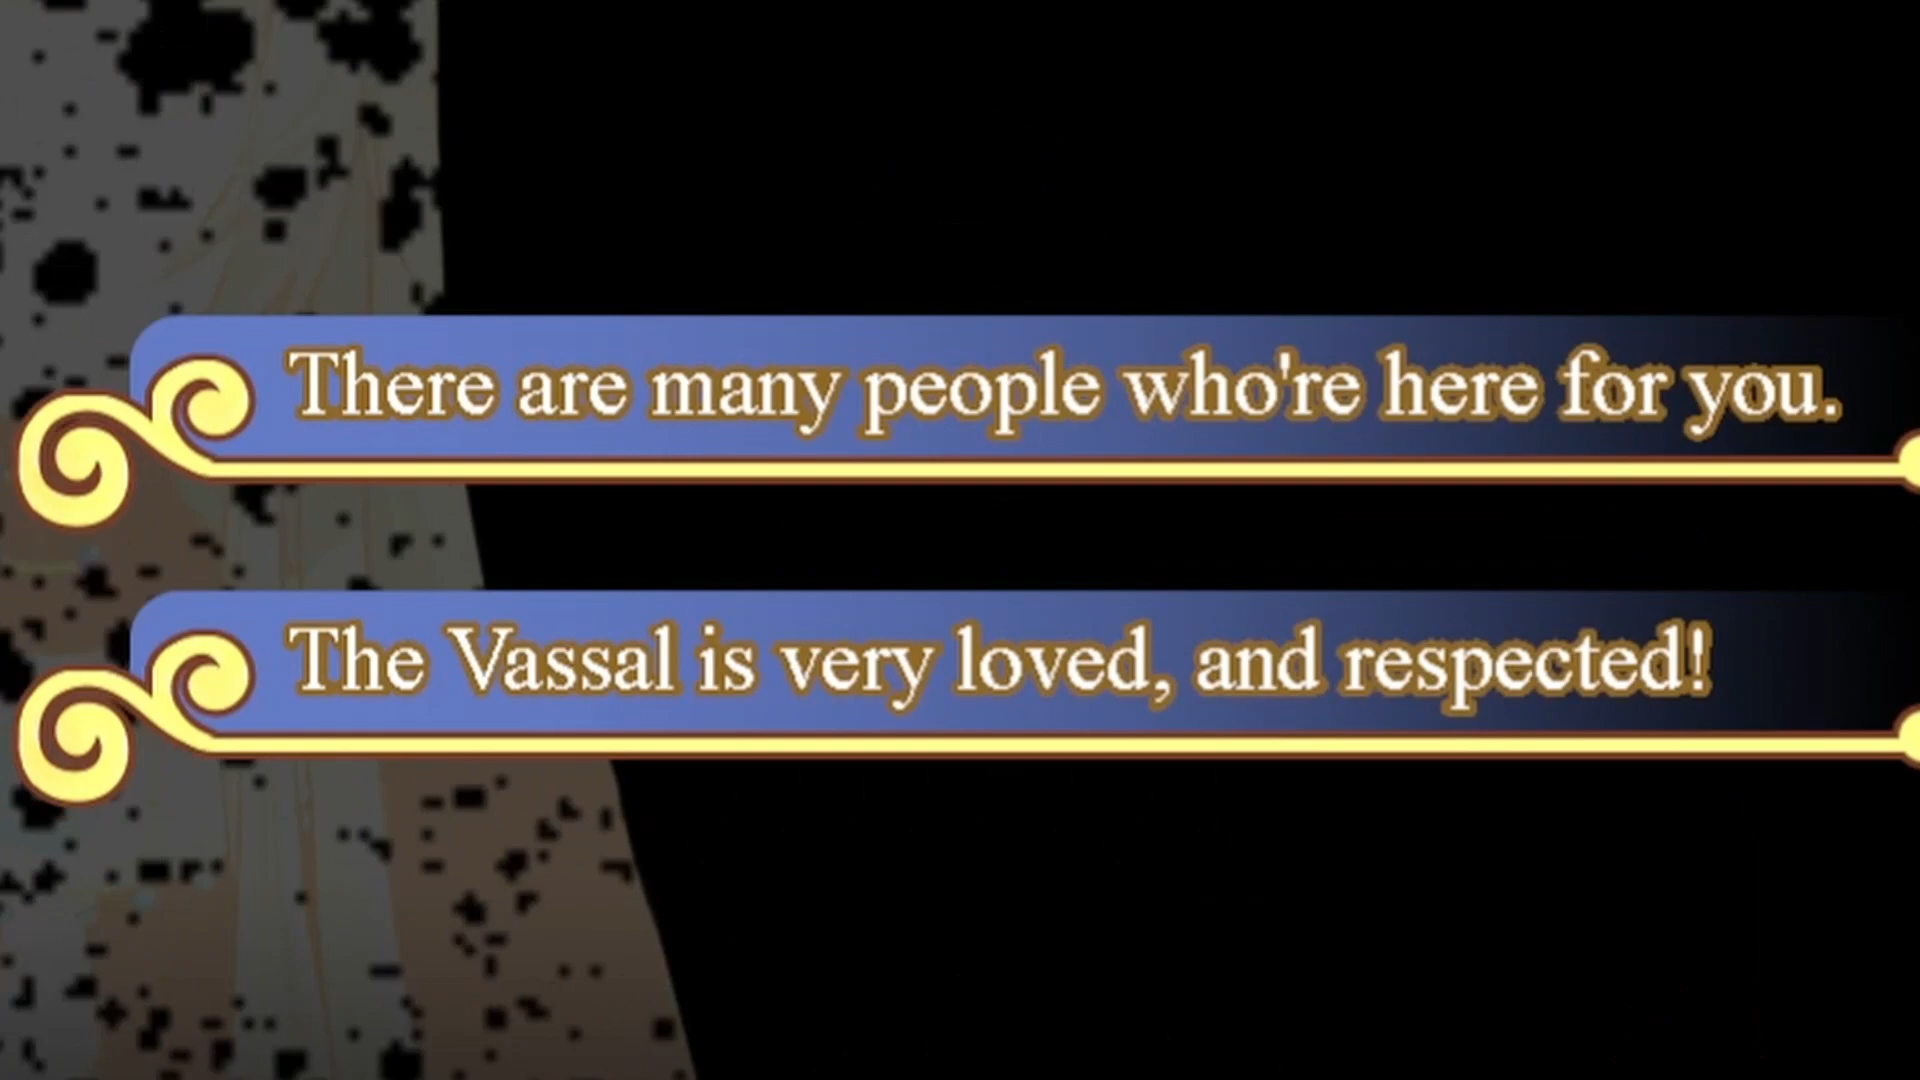 There are many people who're here for you.
The Vassal is very loved, and respected!